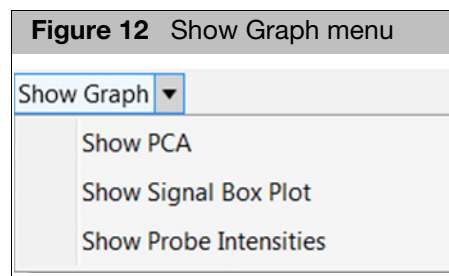 Figure 12 Show Graph menu
Show Graph
Show PCA
Show Signal Box Plot
Show Probe Intensities